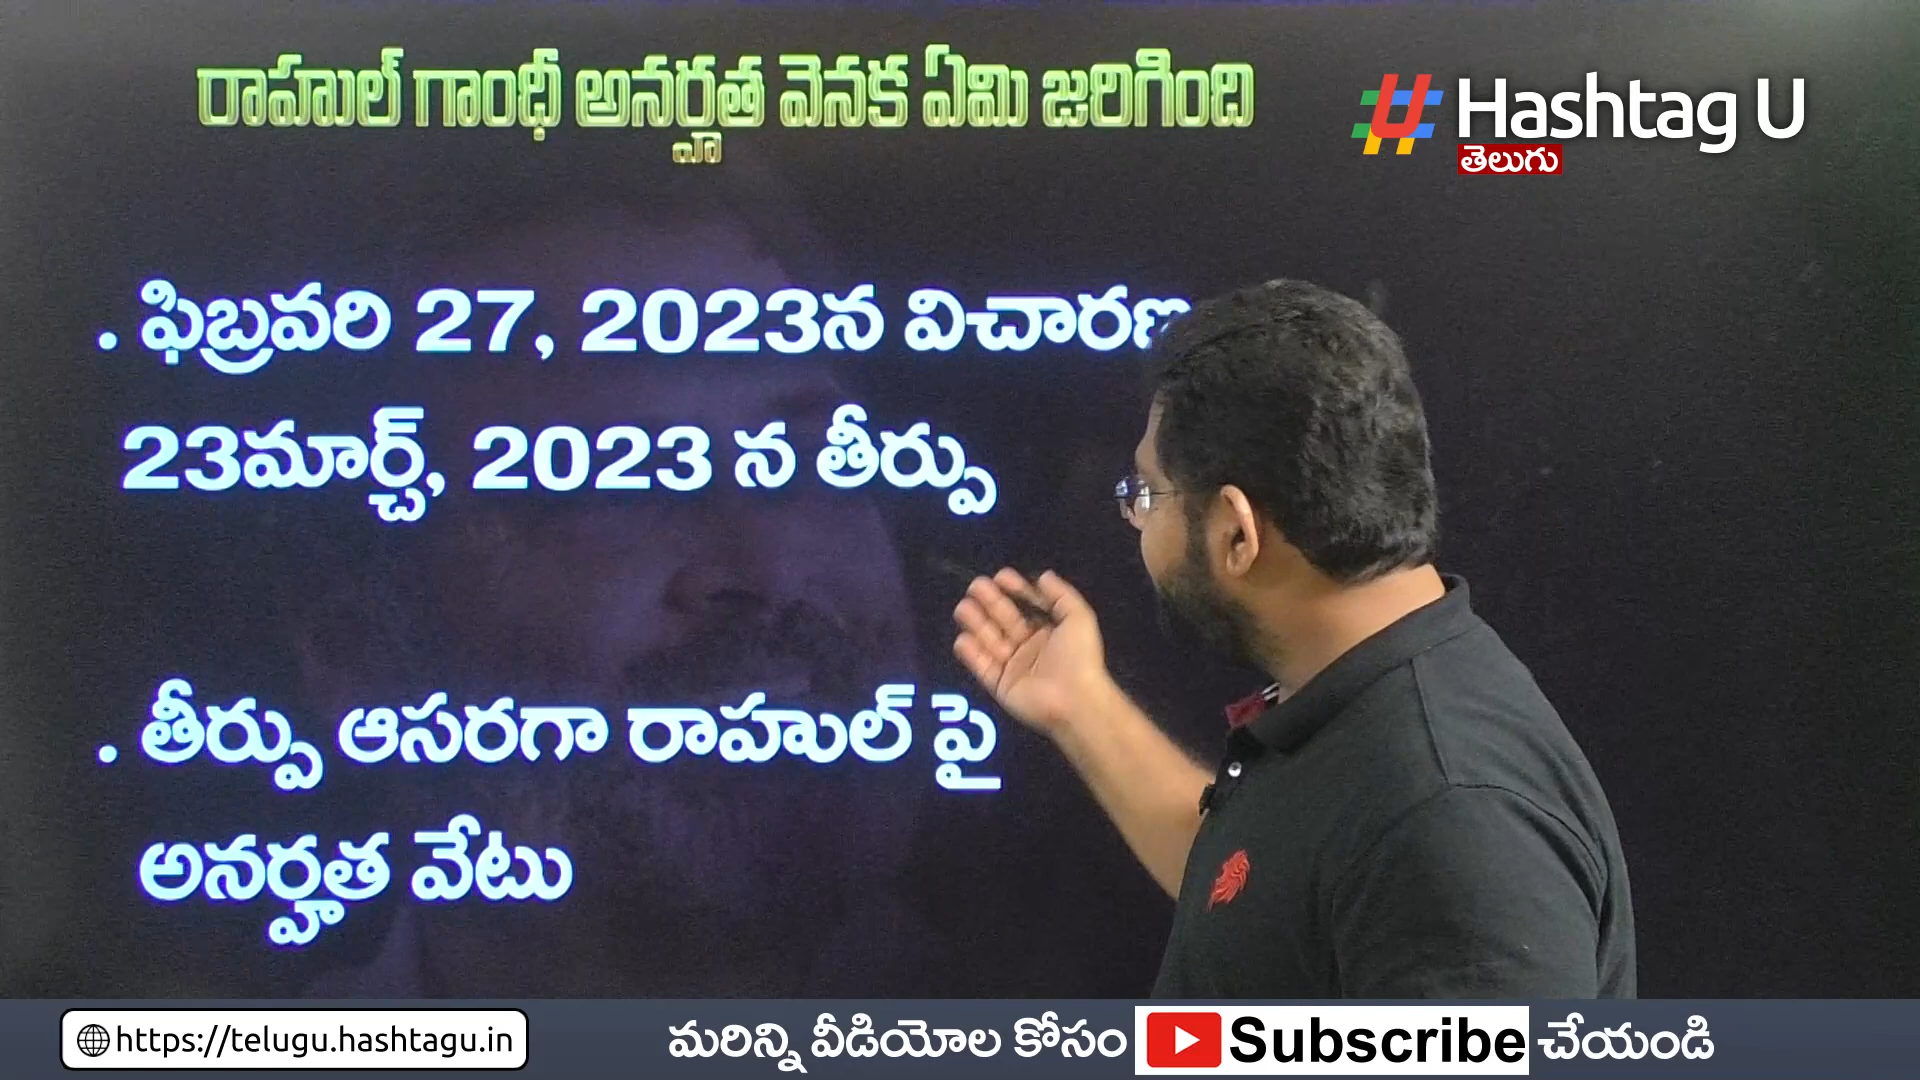 రాహుల్ గాంధీ అనర్హత వెనక ఏమి జరిగింది
Hashtag U
తెలుగు
. ఫిబ్రవరి 27, 2023న విచారణ
23మార్చ్, 2023 న తీర్పు
. తీర్పు ఆసరగా రాహుల్ పై
అనర్హత వేటు
https://telugu.hashtagu.in
మరిన్ని వీడియోల కోసం Subscribe చేయండి